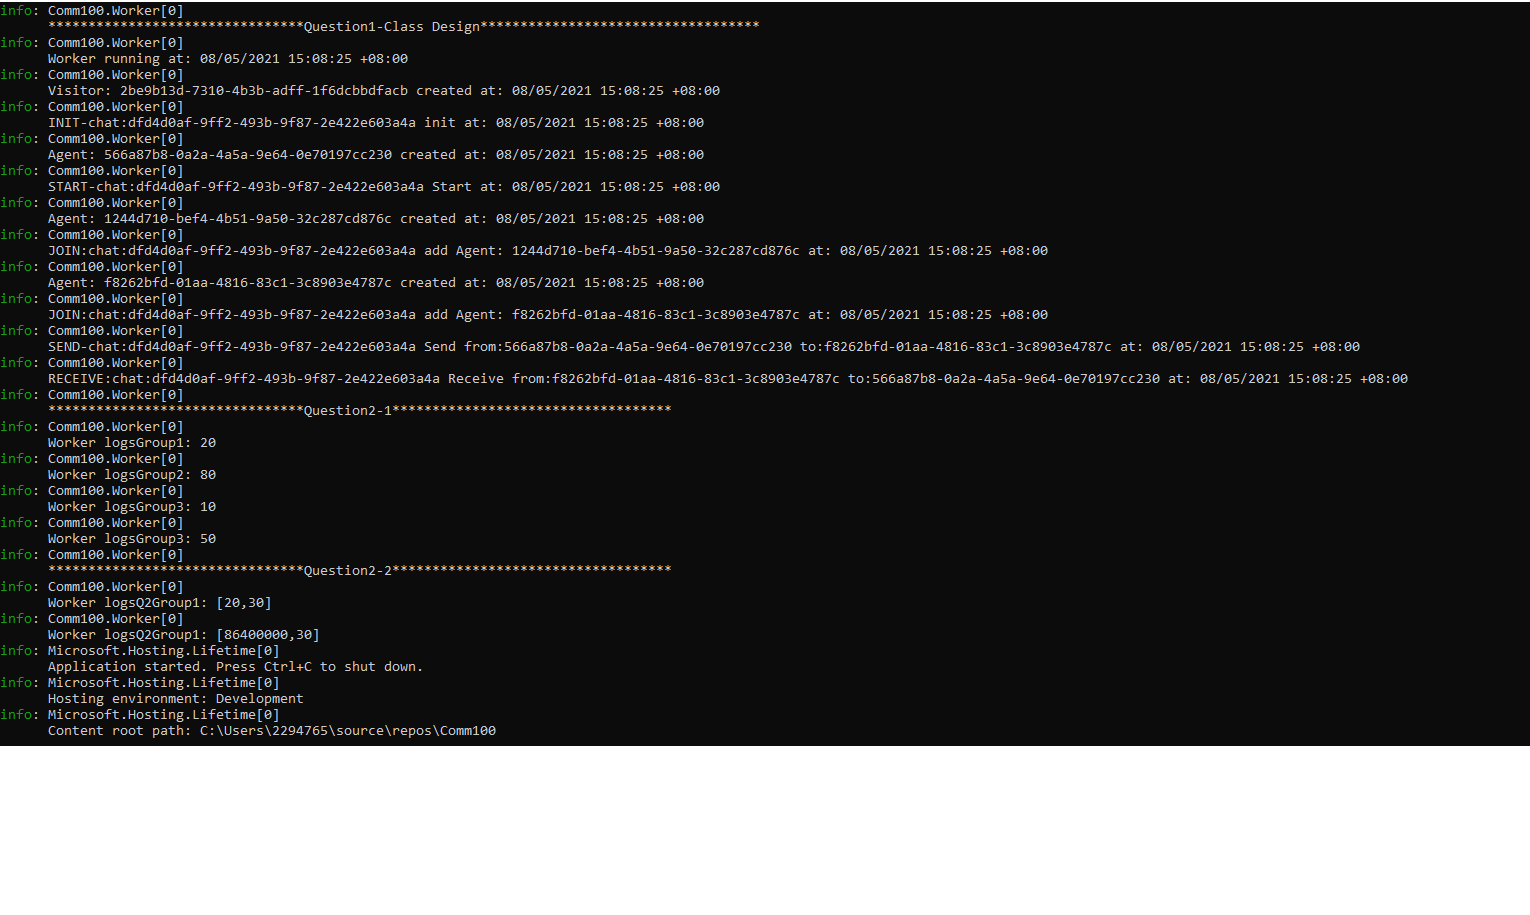 info: Comm100.Worker[0]
********************************Question1-Class Design***********************************
info: Comm100.Worker[0]
Worker running at: 08/05/2021 15:08:25 +08:00
info: Comm100.Worker[0]
Visitor: 2be9b13d-7310-4b3b-adff-1f6dcbbdfacb created at: 08/05/2021 15:08:25 +08:00
info: Comm100.Worker[0]
INIT-chat:dfd4d0af-9ff2-493b-9f87-2e422e603a4a init at: 08/05/2021 15:08:25 +08:00
info: Comm100.Worker[0]
Agent: 566a87b8-0a2a-4a5a-9e64-0e70197cc230 created at: 08/05/2021 15:08:25 +08:00
info: Comm100.Worker[0]
START-chat:dfd4d0af-9ff2-493b-9f87-2e422e603a4a Start at: 08/05/2021 15:08:25 +08:00
info: Comm100.Worker[0]
Agent: 1244d710-bef4-4b51-9a50-32c287cd876c created at: 08/05/2021 15:08:25 +08:00
info: Comm100.Worker[0]
JOIN:chat:dfd4d0af-9ff2-493b-9f87-2e422e603a4a add Agent: 1244d710-bef4-4b51-9a50-32c287cd876c at: 08/05/2021 15:08:25 +08:00
info: Comm100.Worker[0]
Agent: f8262bfd-01aa-4816-83c1-3c8903e4787c created at: 08/05/2021 15:08:25 +08:00
info: Comm100.Worker[0]
JOIN:chat:dfd4d0af-9ff2-493b-9f87-2e422e603a4a add Agent: f8262bfd-01aa-4816-83c1-3c8903e4787c at: 08/05/2021 15:08:25 +08:00
info: Comm100.Worker[0]
SEND-chat:dfd4d0af-9ff2-493b-9f87-2e422e603a4a Send from:566a87b8-0a2a-4a5a-9e64-0e70197cc230 to:f8262bfd-01aa-4816-83c1-3c8903e4787c at: 08/05/2021 15:08:25 +08:00
info: Comm100.Worker[0]
RECEIVE:chat:dfd4d0af-9ff2-493b-9f87-2e422e603a4a Receive from:f8262bfd-01aa-4816-83c1-3c8903e4787c to:566a87b8-0a2a-4a5a-9e64-0e70197cc230 at: 08/05/2021 15:08:25 +08:00
info: Comm100.Worker[0]
********************************Question2-1***********************************
info: Comm100.Worker[0]
Worker logsGroup1: 20
info: Comm100.Worker[0]
Worker logsGroup2: 80
info: Comm100.Worker[0]
Worker logsGroup3: 10
info: Comm100.Worker[0]
Worker logsGroup3: 50
info: Comm100.Worker[0]
********************************Question2-2***********************************
info: Comm100.Worker[0]
Worker logsQ2Group1: [20,30]
info: Comm100.Worker[0]
Worker logsQ2Group1: [86400000,30]
info: Microsoft.Hosting.Lifetime[0]
Application started. Press Ctrl+C to shut down.
info: Microsoft.Hosting.Lifetime[0]
Hosting environment: Development
info: Microsoft.Hosting.Lifetime[0]
Content root path: C:\Users\2294765\source\repos\Comm100